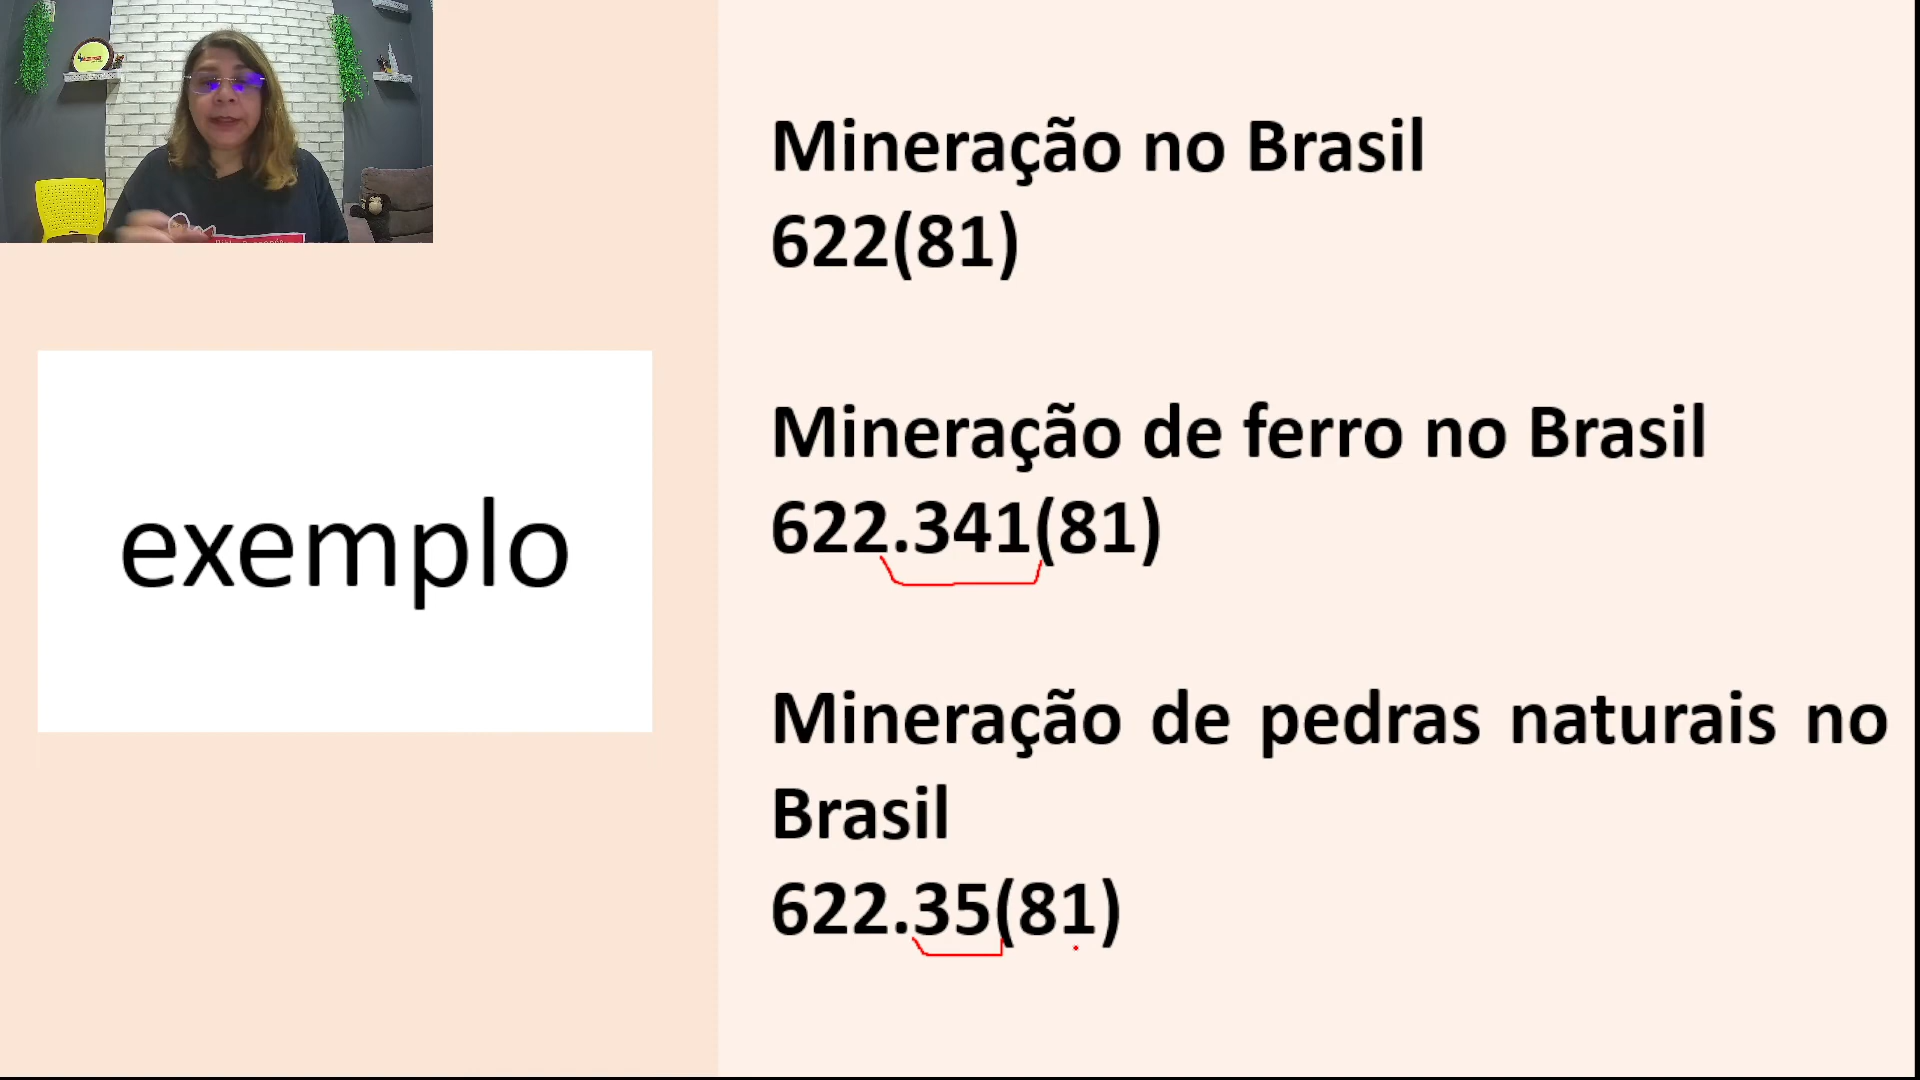 Mineração no Brasil
622(81)
exemplo
Mineração de ferro no Brasil
622.341(81)
Mineração de pedras naturais no
Brasil
622.35(81)